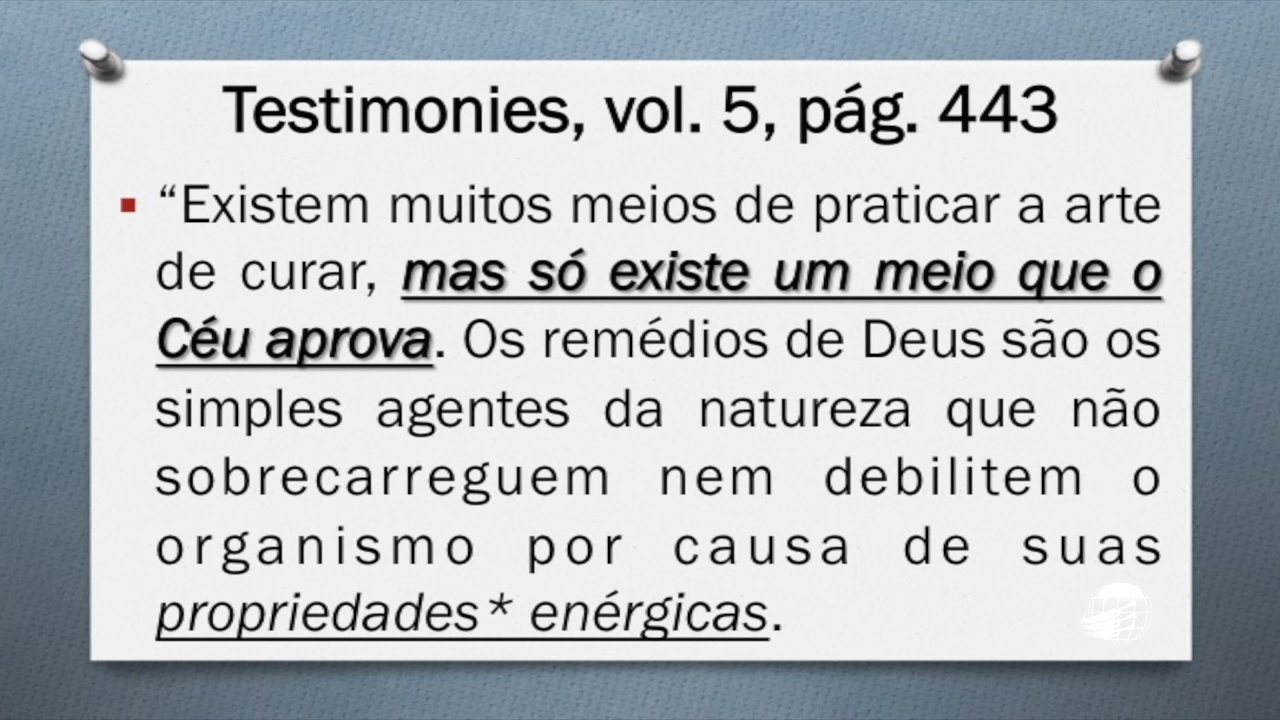 Testimonies, vol. 5, pág. 443
“Existem muitos meios de praticar a arte
de curar, mas só existe um meio que o
Céu aprova. Os remédios de Deus são os
simples agentes da natureza que não
sobrecarreguem nem debilitem o
organismo por causa de suas
propriedades* enérgicas.